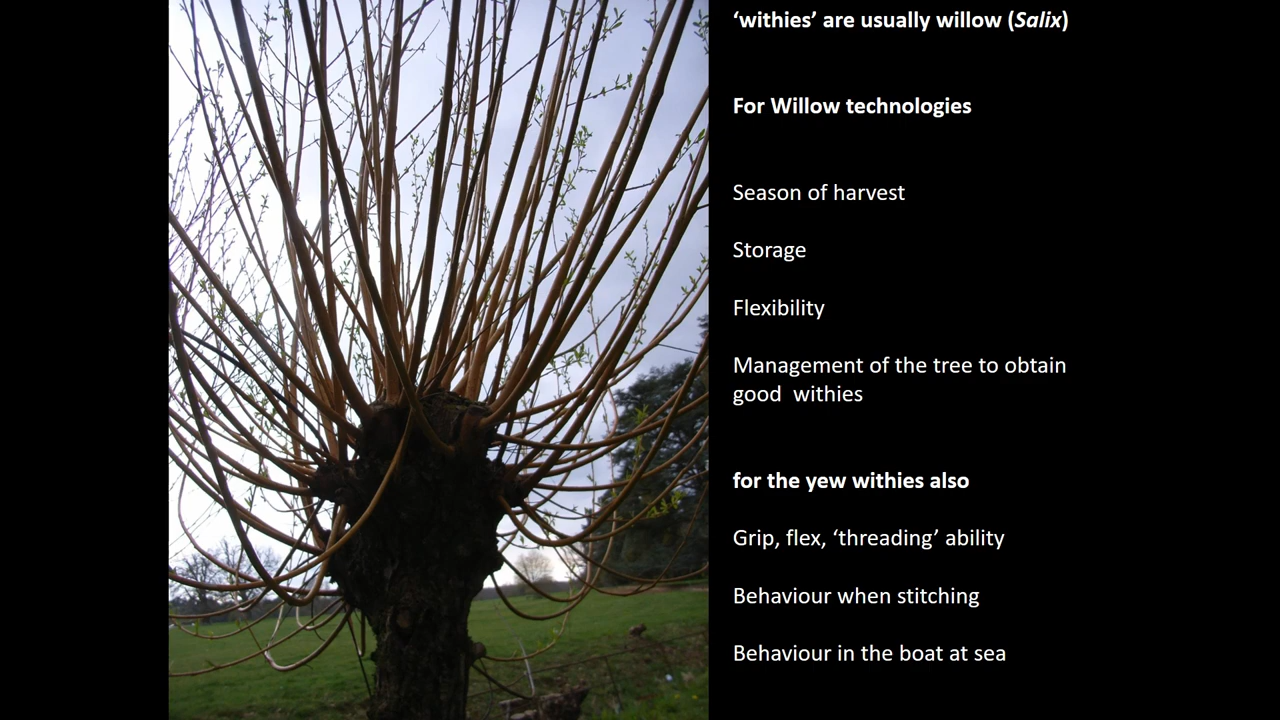 ‘withies’ are usually willow (Salix)
For Willow technologies
Season of harvest
Storage
Flexibility
Management of the tree to obtain
good  withies
for the yew withies also
Grip, flex, ‘threading’ ability
Behaviour when stitching
Behaviour in the boat at sea